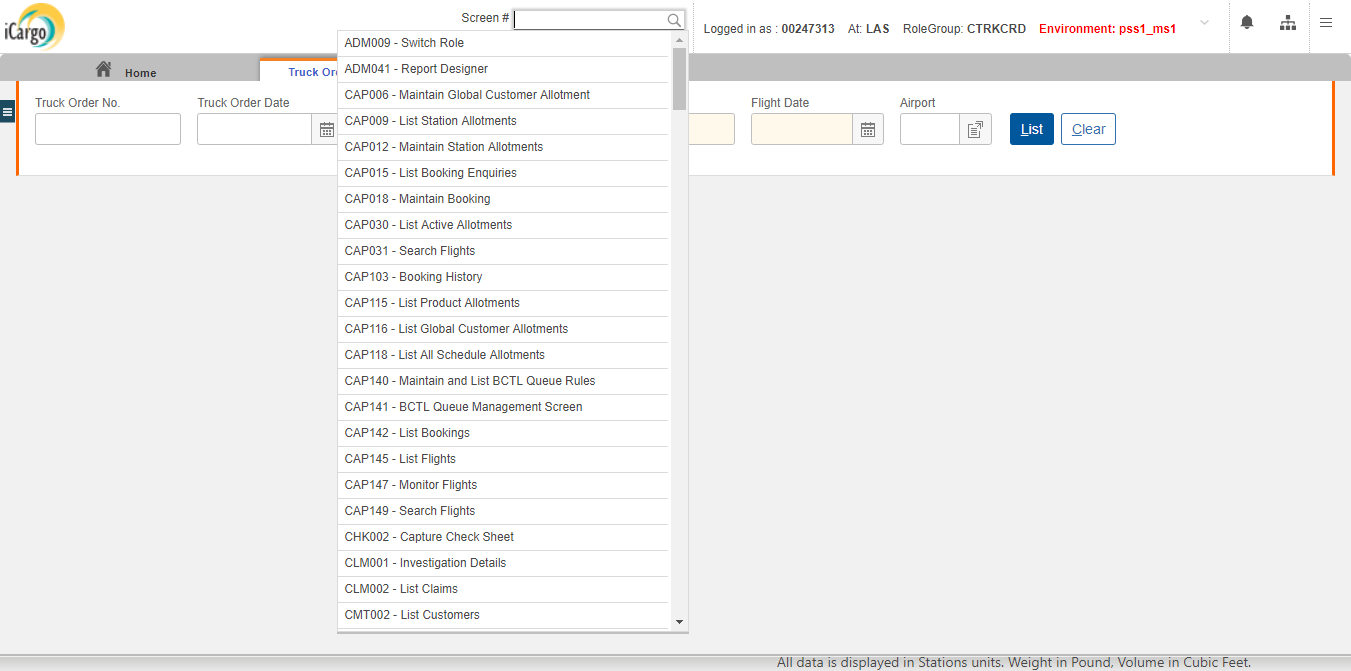 iCargo
Screen #
Logged in as : 00247313 At: LAS RoleGroup: CTRKCRD Environment: pss1_ms1
Home
Truck Or
Truck Order No.
Truck Order Date
Flight Date
Airport
List
Clear
ADM009 - Switch Role
ADM041 - Report Designer
CAP006 - Maintain Global Customer Allotment
CAP009 - List Station Allotments
CAP012 - Maintain Station Allotments
CAP015 - List Booking Enquiries
CAP018 - Maintain Booking
CAP030 - List Active Allotments
CAP031 - Search Flights
CAP103 - Booking History
CAP115 - List Product Allotments
CAP116 - List Global Customer Allotments
CAP118 - List All Schedule Allotments
CAP140 - Maintain and List BCTL Queue Rules
CAP141 - BCTL Queue Management Screen
CAP142 - List Bookings
CAP145 - List Flights
CAP147 - Monitor Flights
CAP149 - Search Flights
CHK002 - Capture Check Sheet
CLM001 - Investigation Details
CLM002 - List Claims
CMT002 - List Customers
All data is displayed in Stations units. Weight in Pound, Volume in Cubic Feet.